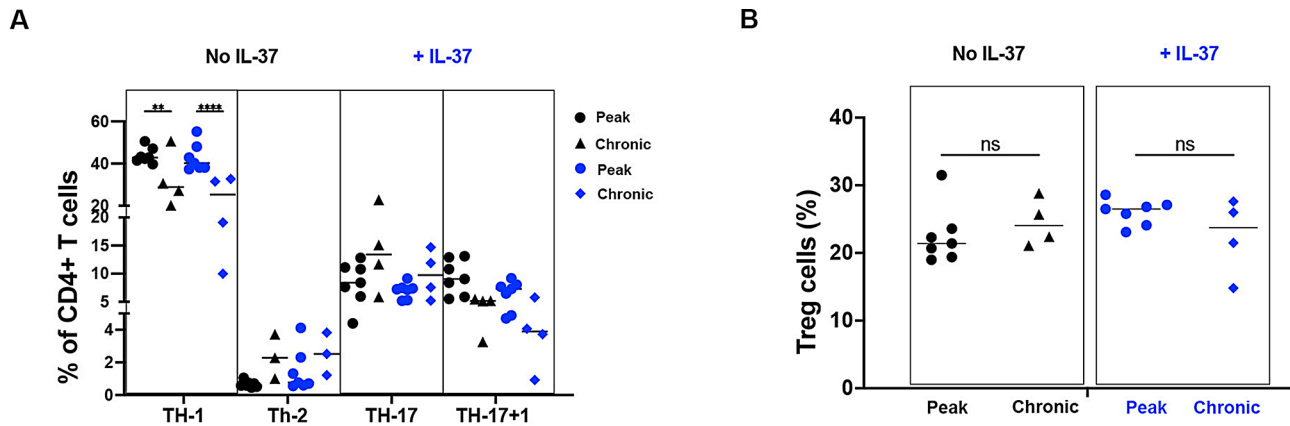 A
No IL-37
+ IL-37
** ****
% of CD4+ T cells
60
40
20
20
15
10
5
4
2
0
TH-1
Th-2
TH-17
TH-17+1
Peak
Chronic
Peak
Chronic
B
No IL-37
+ IL-37
Treg cells (%)
40
30
20
10
0
ns
ns
Peak
Chronic
Peak
Chronic